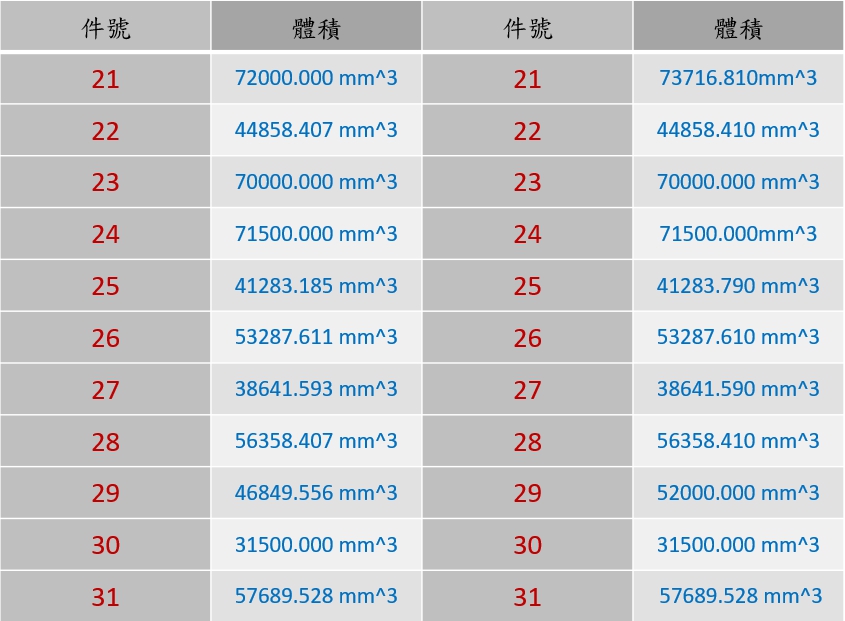 件號 體積 件號 體積
21 72000.000 mm^3 21 73716.810mm^3
22 44858.407 mm^3 22 44858.410 mm^3
23 70000.000 mm^3 23 70000.000 mm^3
24 71500.000 mm^3 24 71500.000mm^3
25 41283.185 mm^3 25 41283.790 mm^3
26 53287.611 mm^3 26 53287.610 mm^3
27 38641.593 mm^3 27 38641.590 mm^3
28 56358.407 mm^3 28 56358.410 mm^3
29 46849.556 mm^3 29 52000.000 mm^3
30 31500.000 mm^3 30 31500.000 mm^3
31 57689.528 mm^3 31 57689.528 mm^3